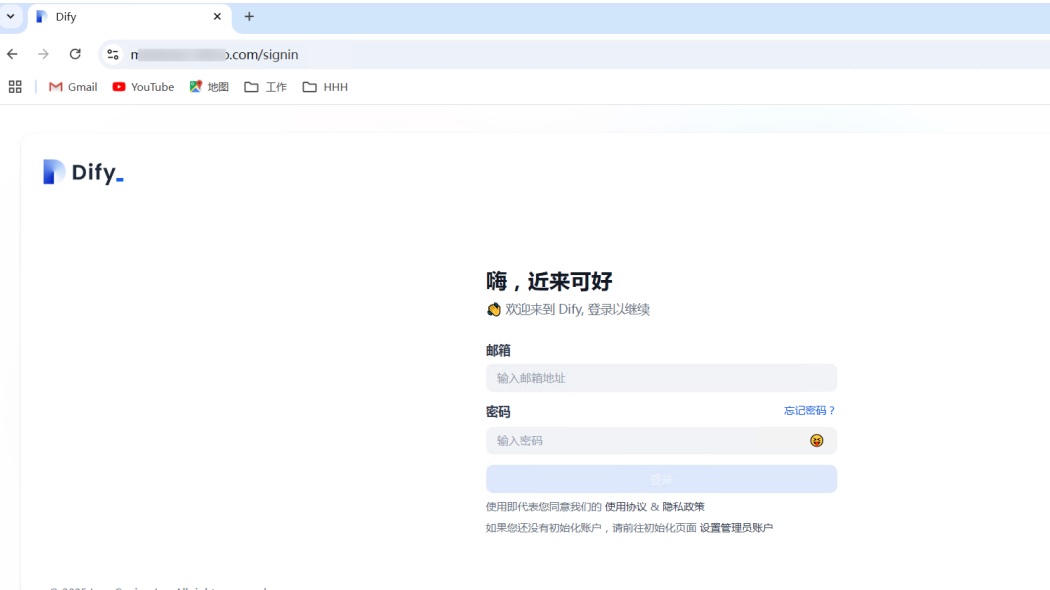 Dify
.com/signin
Gmail YouTube 地图 工作 HHH
Dify_
嗨，近来可好
欢迎来到 Dify, 登录以继续
邮箱
输入邮箱地址
密码 忘记密码？
输入密码
登录
使用即代表您同意我们的 使用协议 & 隐私政策
如果您还没有初始化账户，请前往初始化页面 设置管理员账户